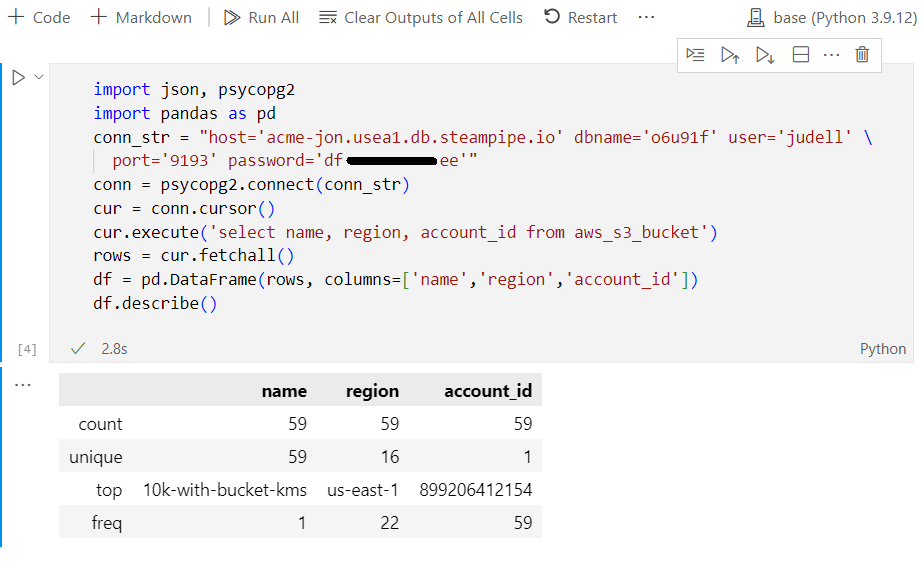 + Code + Markdown | Run All Clear Outputs of All Cells Restart ··· base (Python 3.9.12)
import json, psycopg2
import pandas as pd
conn_str = "host='acme-jon.usea1.db.steampipe.io' dbname='o6u91f' user='judell' \
port='9193' password='df ee'"
conn = psycopg2.connect(conn_str)
cur = conn.cursor()
cur.execute('select name, region, account_id from aws_s3_bucket')
rows = cur.fetchall()
df = pd.DataFrame(rows, columns=['name','region','account_id'])
df.describe()
[4] ✓ 2.8s Python
··· name region account_id
count 59 59 59
unique 59 16 1
top 10k-with-bucket-kms us-east-1 899206412154
freq 1 22 59